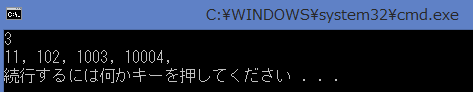 C:¥WINDOWS¥system32¥cmd.exe
3
11, 102, 1003, 10004,
続行するには何かキーを押してください . . .